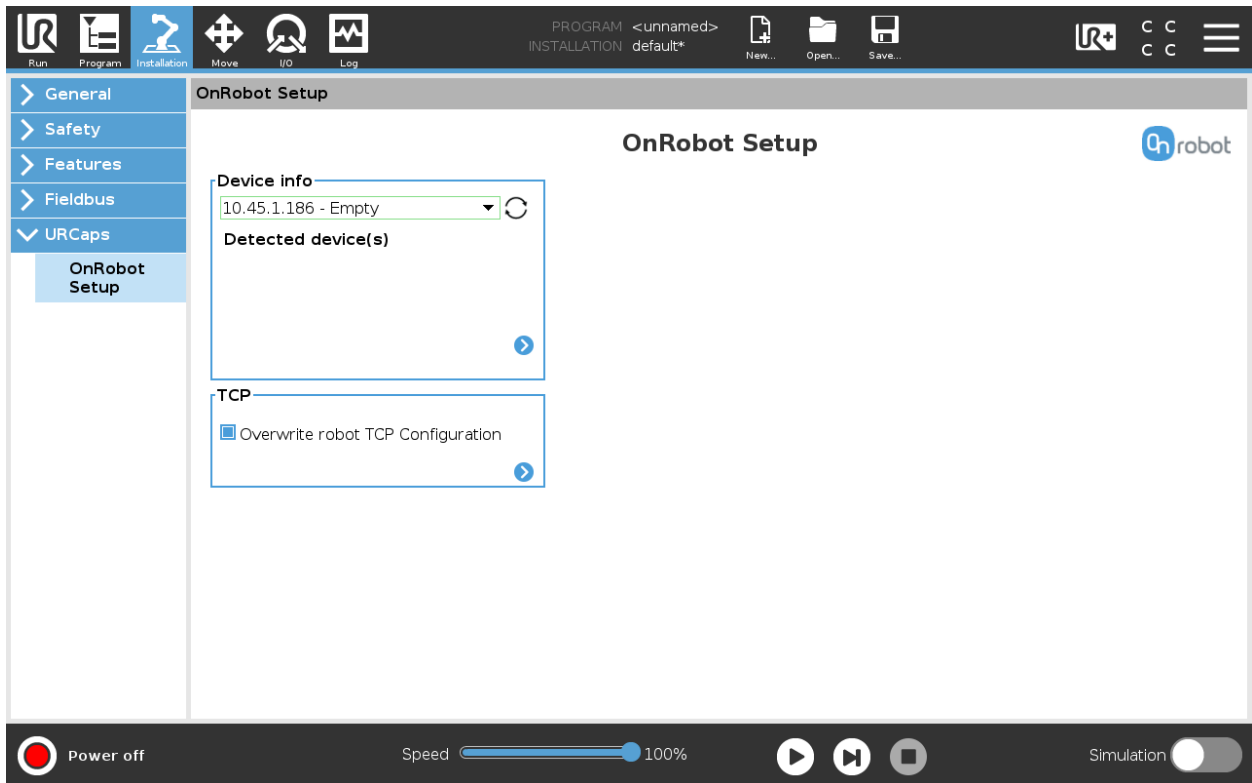 PROGRAM <unnamed>
INSTALLATION default*
Run Program Installation Move I/O Log New... Open... Save...
UR+
C C
C C
General
Safety
Features
Fieldbus
URCaps
OnRobot
Setup
OnRobot Setup
OnRobot Setup
On robot
Device info
10.45.1.186 - Empty
Detected device(s)
TCP
Overwrite robot TCP Configuration
Power off
Speed 100%
Simulation